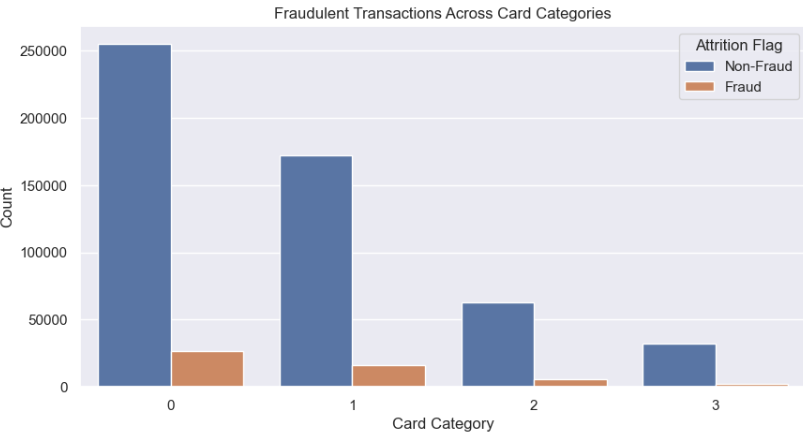 Fraudulent Transactions Across Card Categories
Attrition Flag
Non-Fraud
Fraud
250000
200000
150000
100000
50000
0
Count
0 1 2 3
Card Category